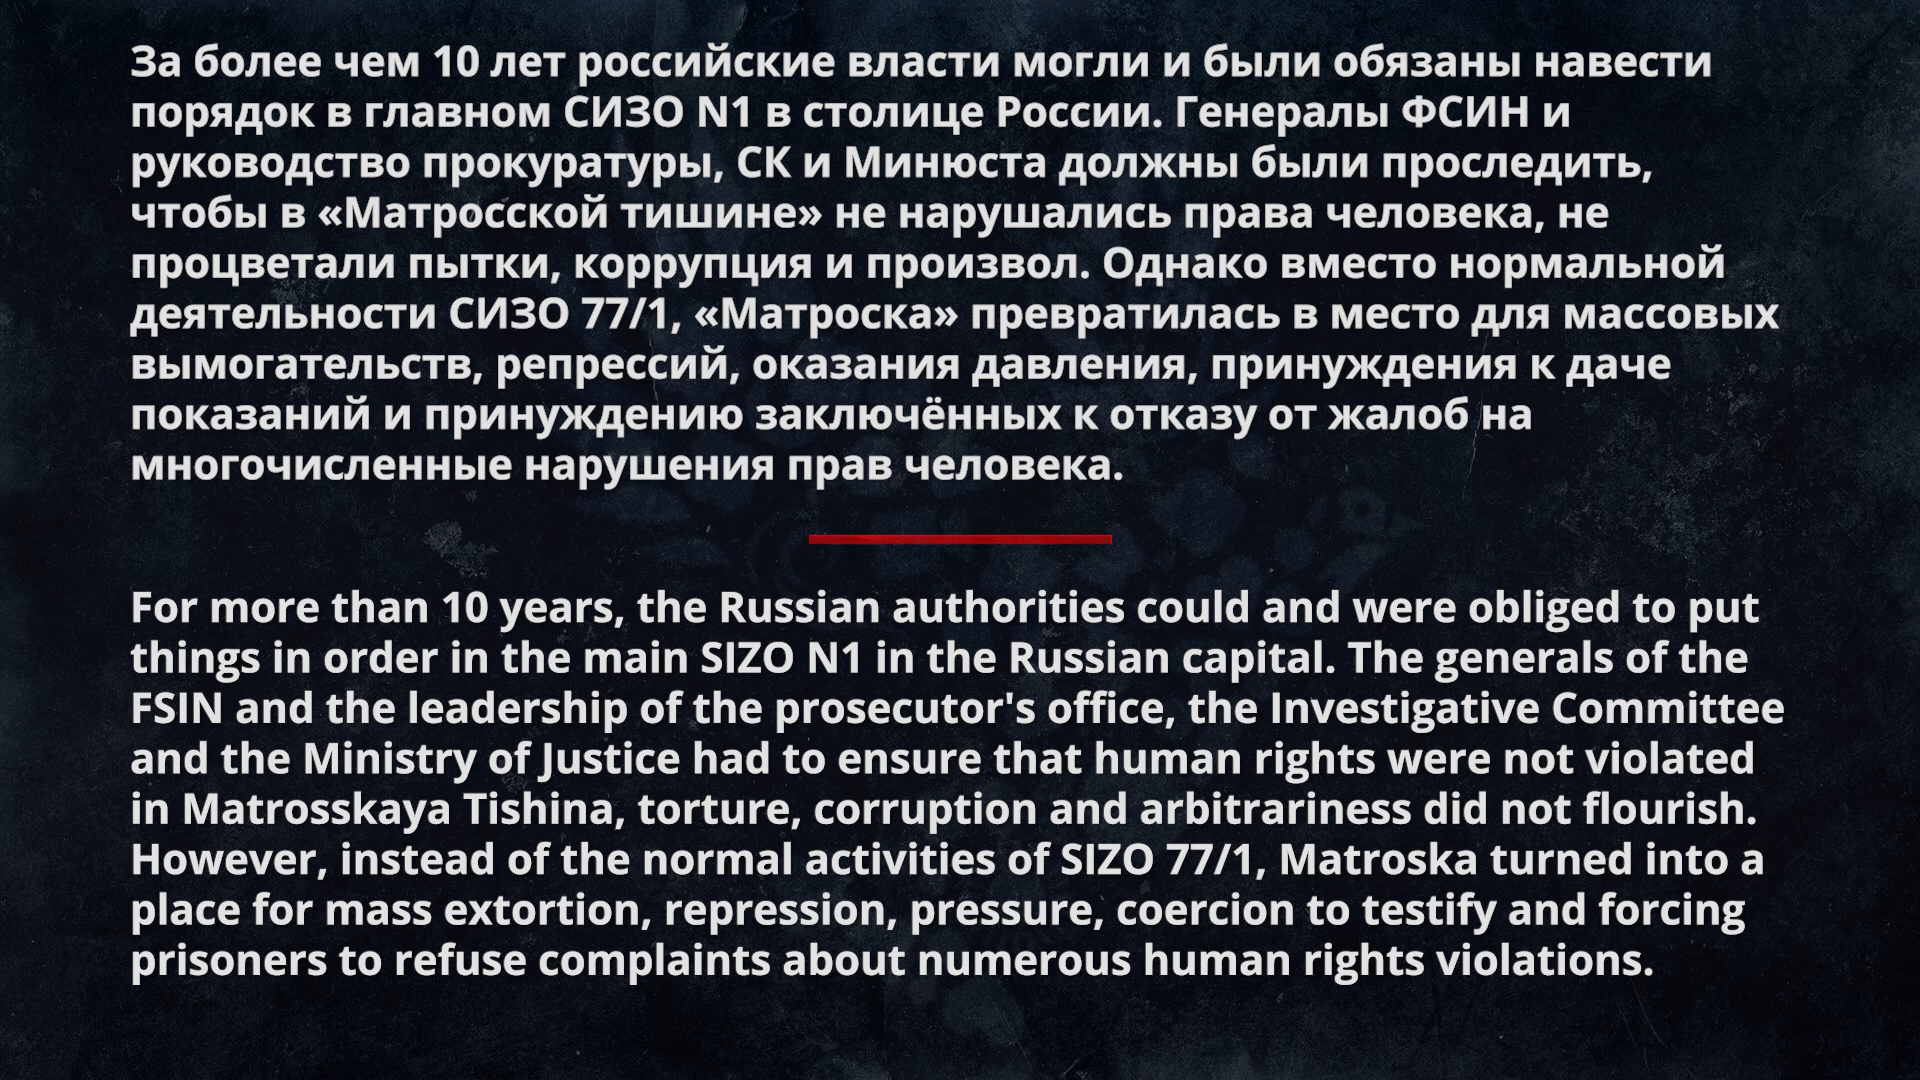 За более чем 10 лет российские власти могли и были обязаны навести
порядок в главном СИЗО N1 в столице России. Генералы ФСИН и
руководство прокуратуры, СК и Минюста должны были проследить,
чтобы в «Матросской тишине» не нарушались права человека, не
процветали пытки, коррупция и произвол. Однако вместо нормальной
деятельности СИЗО 77/1, «Матроска» превратилась в место для массовых
вымогательств, репрессий, оказания давления, принуждения к даче
показаний и принуждению заключённых к отказу от жалоб на
многочисленные нарушения прав человека.
For more than 10 years, the Russian authorities could and were obliged to put
things in order in the main SIZO N1 in the Russian capital. The generals of the
FSIN and the leadership of the prosecutor's office, the Investigative Committee
and the Ministry of Justice had to ensure that human rights were not violated
in Matrosskaya Tishina, torture, corruption and arbitrariness did not flourish.
However, instead of the normal activities of SIZO 77/1, Matroska turned into a
place for mass extortion, repression, pressure, coercion to testify and forcing
prisoners to refuse complaints about numerous human rights violations.